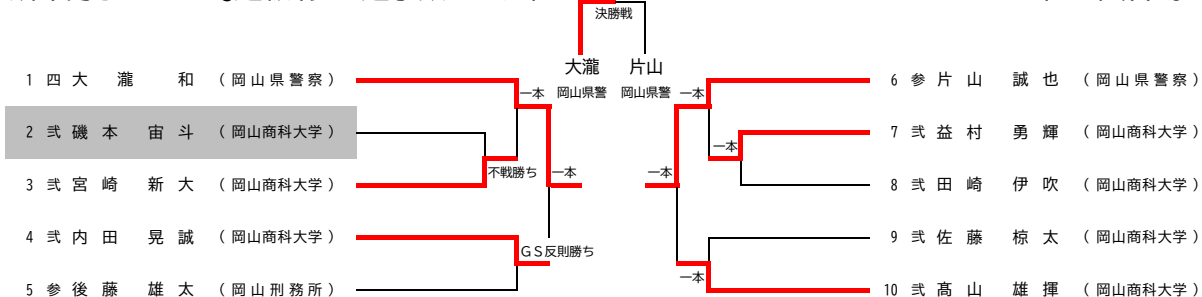 決勝戦
大瀧 片山
岡山県警 岡山県警
1 四 大 瀧 和 (岡山県警察)
2 弐 磯本 宙斗 (岡山商科大学)
3 弐 宮崎 新大 (岡山商科大学)
4 弐 内田 晃誠 (岡山商科大学)
5 参 後藤 雄太 (岡山刑務所)
一本
不戦勝ち
一本
GS反則勝ち
一本
一本
一本
一本
6 参 片山 誠也 (岡山県警察)
7 弐 益村 勇輝 (岡山商科大学)
8 弐 田崎 伊吹 (岡山商科大学)
9 弐 佐藤 椋太 (岡山商科大学)
10 弐 髙山 雄揮 (岡山商科大学)